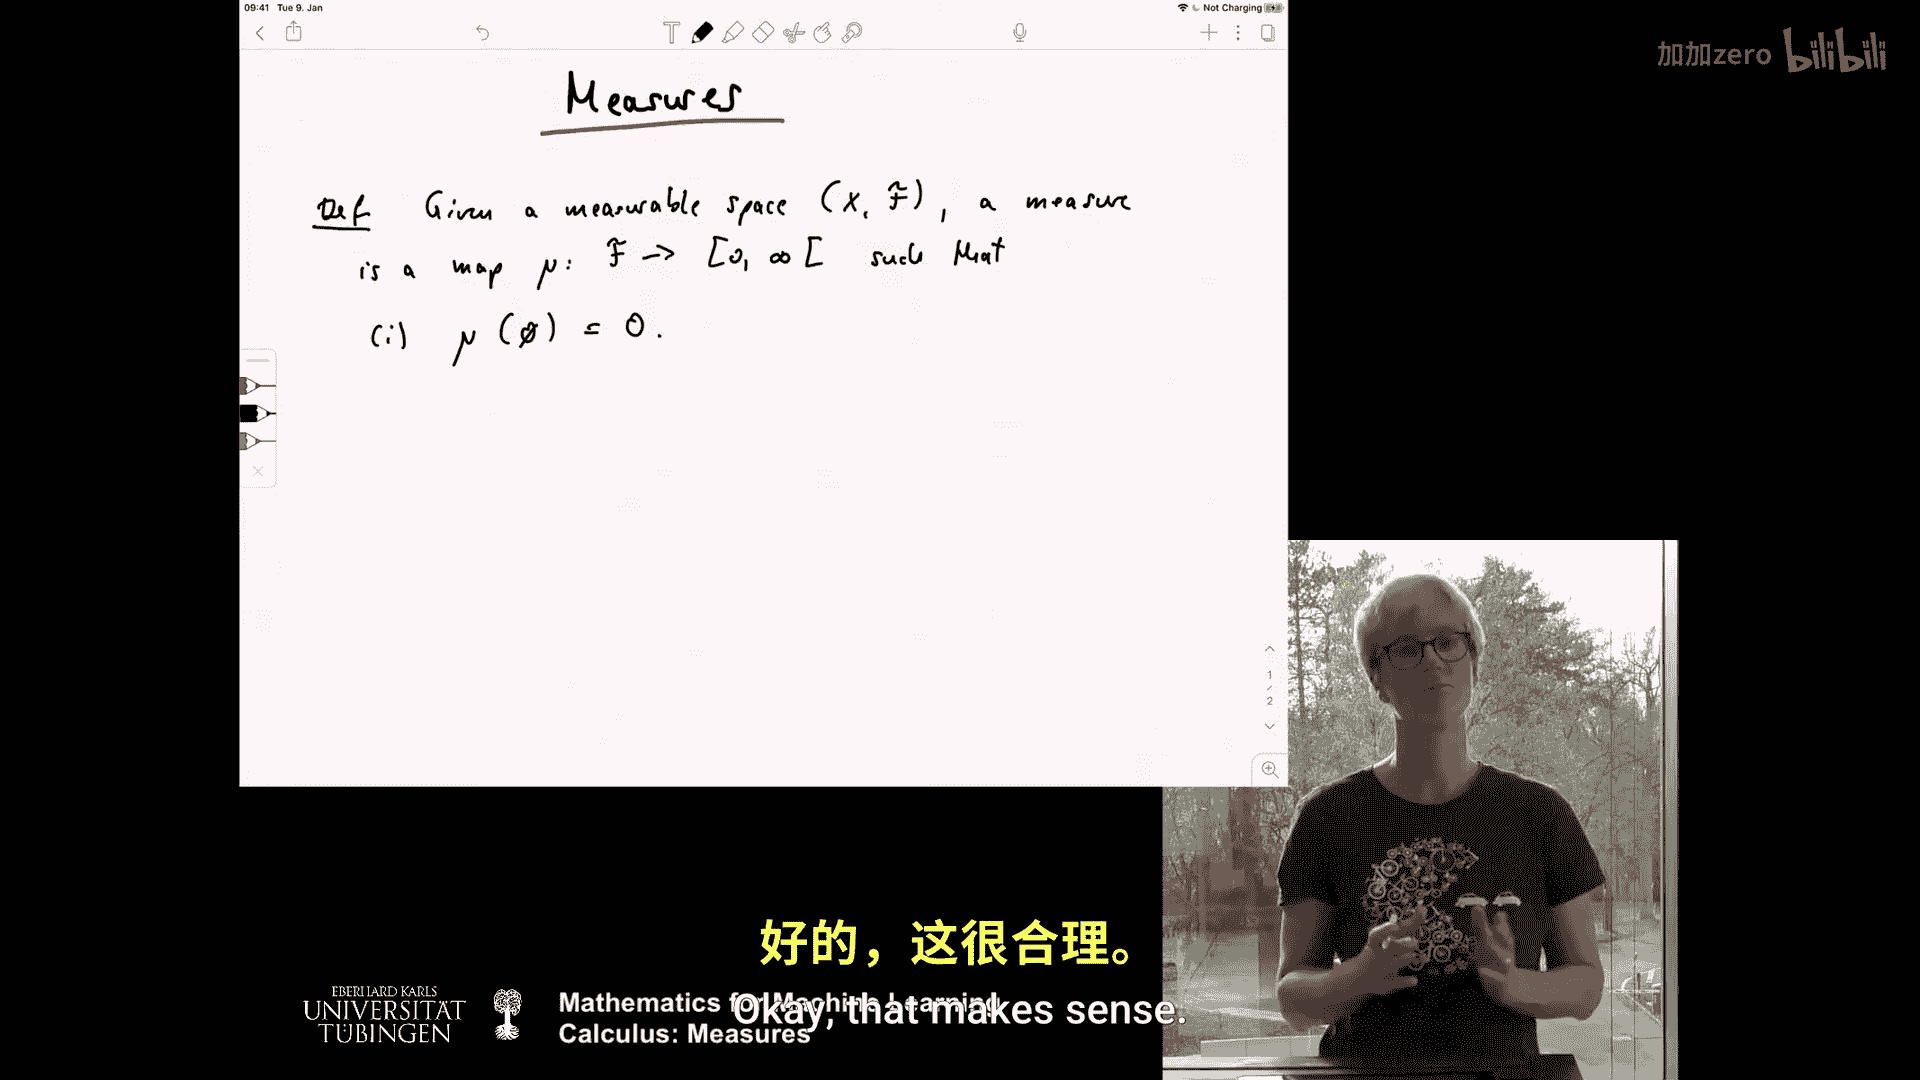 09:41 Tue 9. Jan
Not Charging
加加zero bilibili
T
Measures
Def Given a measurable space (X, F), a measure
is a map μ: F → [0, ∞[ such that
(i) μ(∅) = 0.
1
/
2
好的，这很合理。
Okay, that makes sense.
EBERHARD KARLS
UNIVERSITÄT
TÜBINGEN
Mathematics for Machine Learning
Calculus: Measures